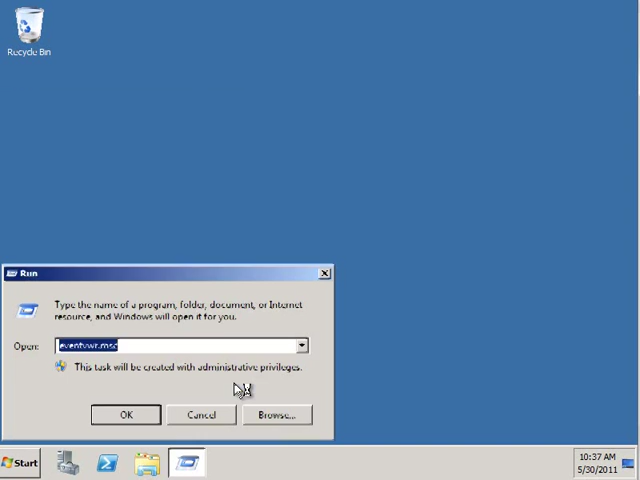 Recycle Bin
Run
Type the name of a program, folder, document, or Internet
resource, and Windows will open it for you.
Open:
eventvwr.msc
This task will be created with administrative privileges.
OK
Cancel
Browse...
Start
10:37 AM
5/30/2011